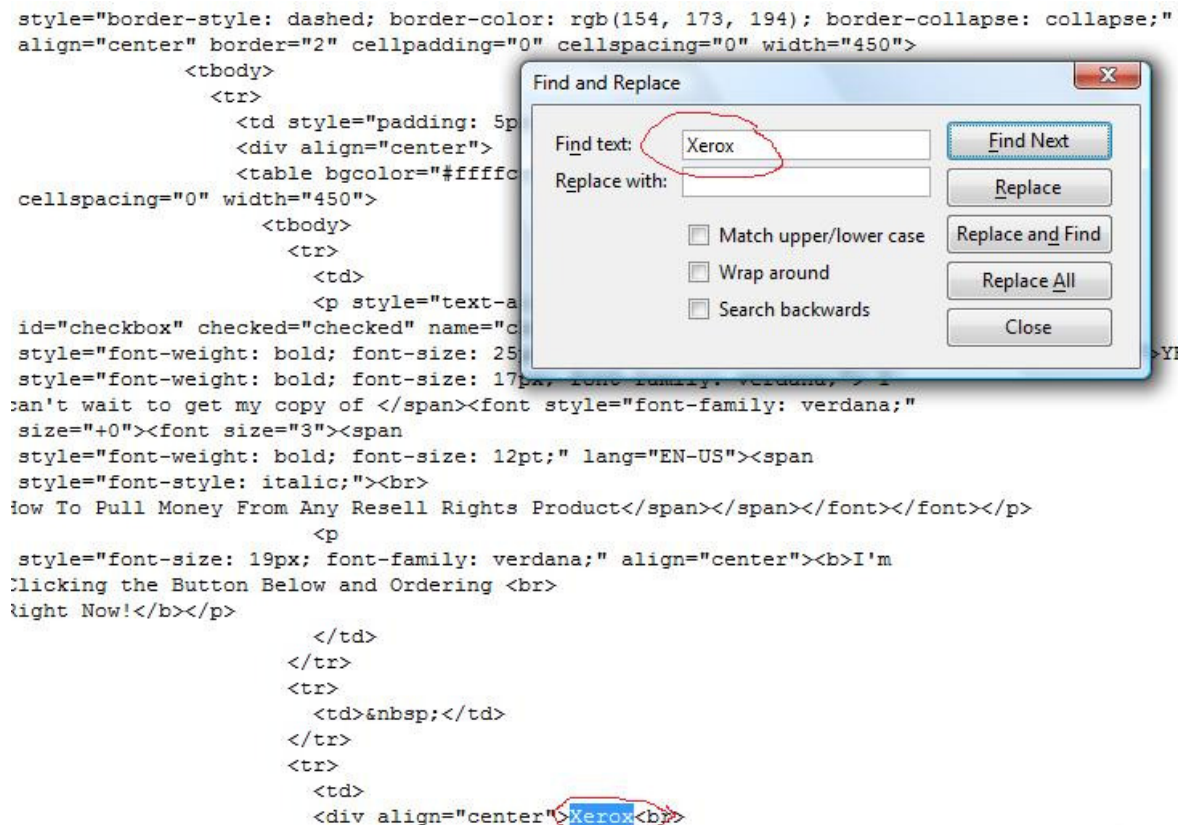 style="border-style: dashed; border-color: rgb(154, 173, 194); border-collapse: collapse;"
align="center" border="2" cellpadding="0" cellspacing="0" width="450">
<tbody>
<tr>
<td style="padding: 5p
<div align="center">
<table bgcolor="#ffffc
cellspacing="0" width="450">
<tbody>
<tr>
<td>
<p style="text-a
id="checkbox" checked="checked" name="c
style="font-weight: bold; font-size: 25
style="font-weight: bold; font-size: 17px; font-family: verdana;"> I
can't wait to get my copy of </span><font style="font-family: verdana;"
size="+0"><font size="3"><span
style="font-weight: bold; font-size: 12pt;" lang="EN-US"><span
style="font-style: italic;"><br>
How To Pull Money From Any Resell Rights Product</span></span></font></font></p>
<p
style="font-size: 19px; font-family: verdana;" align="center"><b>I'm
Clicking the Button Below and Ordering <br>
Right Now!</b></p>
</td>
</tr>
<tr>
<td>&nbsp;</td>
</tr>
<tr>
<td>
<div align="center">Xerox<br>
Find and Replace
Find text: Xerox
Replace with:
Match upper/lower case
Wrap around
Search backwards
Find Next
Replace
Replace and Find
Replace All
Close